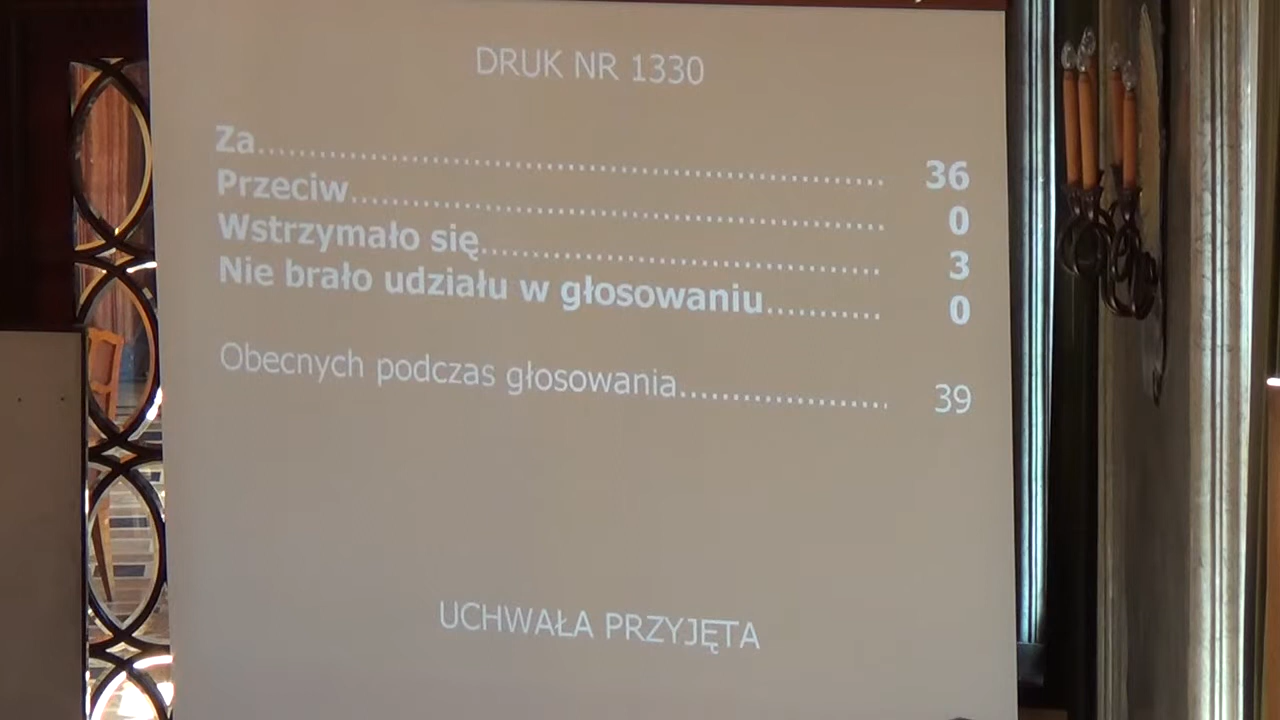 DRUK NR 1330
Za................................................................ 36
Przeciw....................................................... 0
Wstrzymało się......................................... 3
Nie brało udziału w głosowaniu........... 0
Obecnych podczas głosowania..................... 39
UCHWAŁA PRZYJĘTA